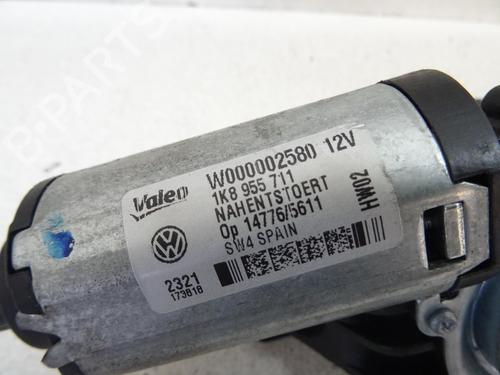 Valeo
W000002580 12V
1K8 955 711
NAHENTSTOERT
HW02
Op 14776/5611
SW4 SPAIN
2321
173818
B-Parts